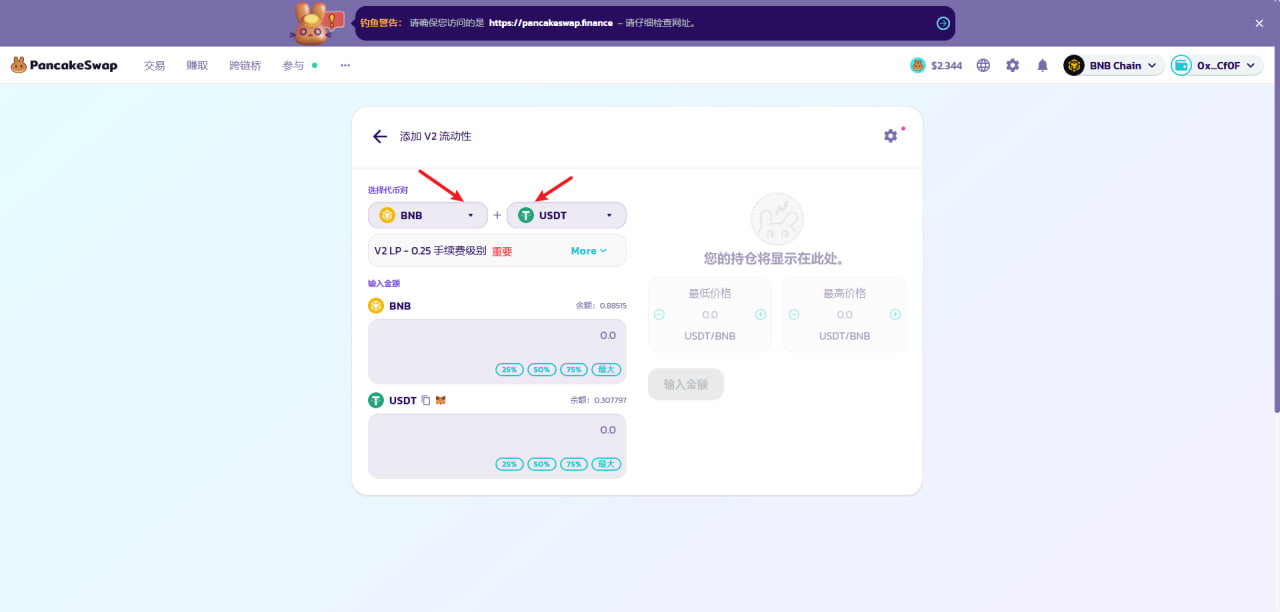 钓鱼警告： 请确保您访问的是 https://pancakeswap.finance - 请仔细检查网址。
PancakeSwap 交易 赚取 跨链桥 参与 ... $2.344 BNB Chain 0x...Cf0F
添加 V2 流动性
选择代币对
BNB + USDT
V2 LP - 0.25 手续费级别 重要 More
输入金额
BNB 余额: 0.88515
0.0
25% 50% 75% 最大
USDT 余额: 0.307797
0.0
25% 50% 75% 最大
您的持仓将显示在此处。
最低价格 最高价格
0.0 0.0
USDT/BNB USDT/BNB
输入金额